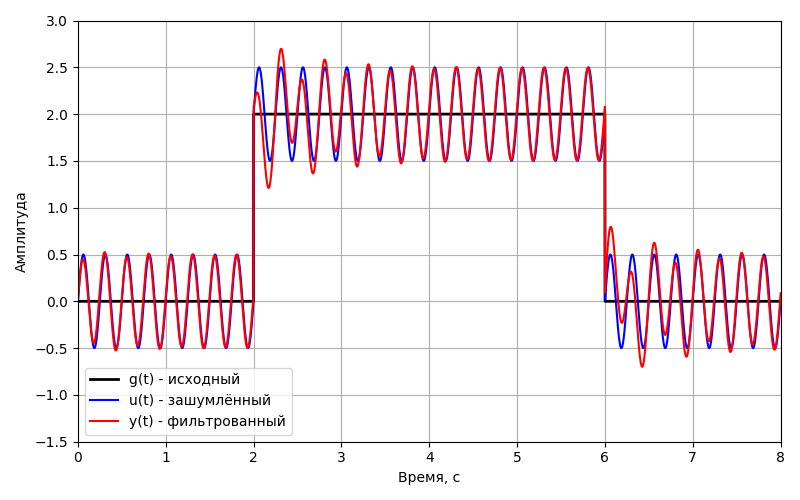 3.0
2.5
2.0
1.5
1.0
0.5
0.0
−0.5
−1.0
−1.5
Амплитуда
g(t) - исходный
u(t) - зашумлённый
y(t) - фильтрованный
0 1 2 3 4 5 6 7 8
Время, с